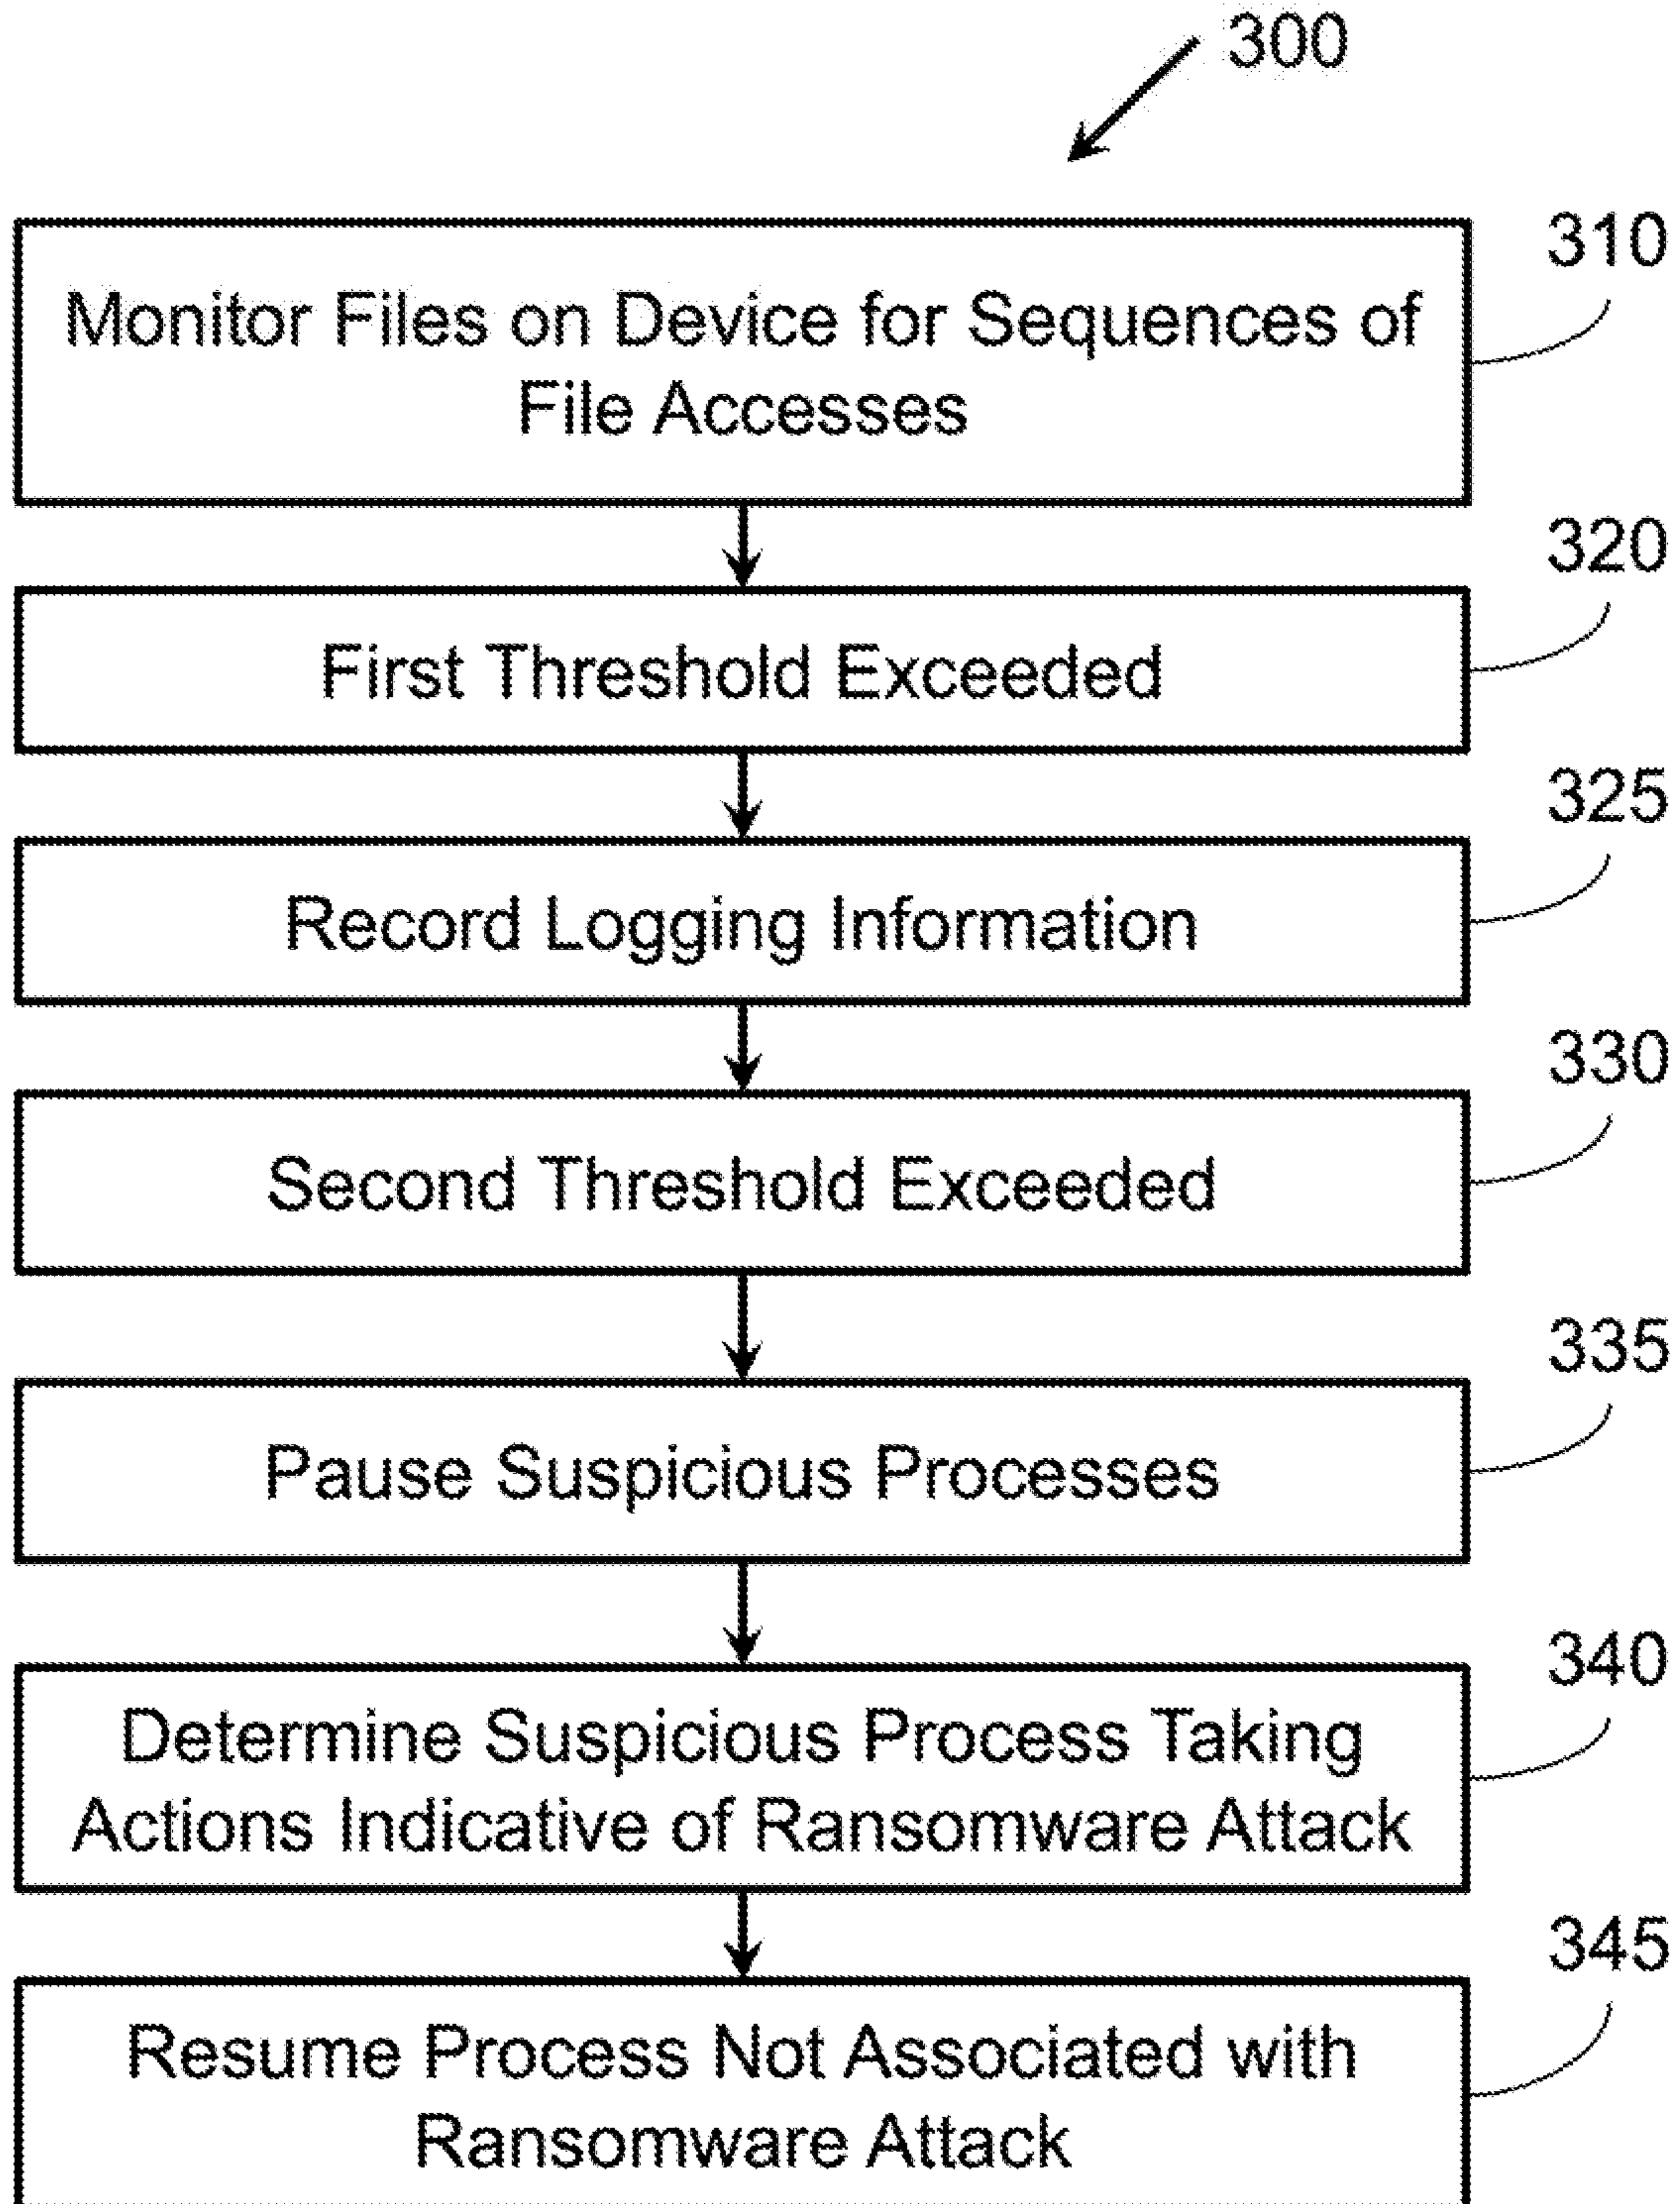 300
310
Monitor Files on Device for Sequences of
File Accesses
320
First Threshold Exceeded
325
Record Logging Information
330
Second Threshold Exceeded
335
Pause Suspicious Processes
340
Determine Suspicious Process Taking
Actions Indicative of Ransomware Attack
345
Resume Process Not Associated with
Ransomware Attack